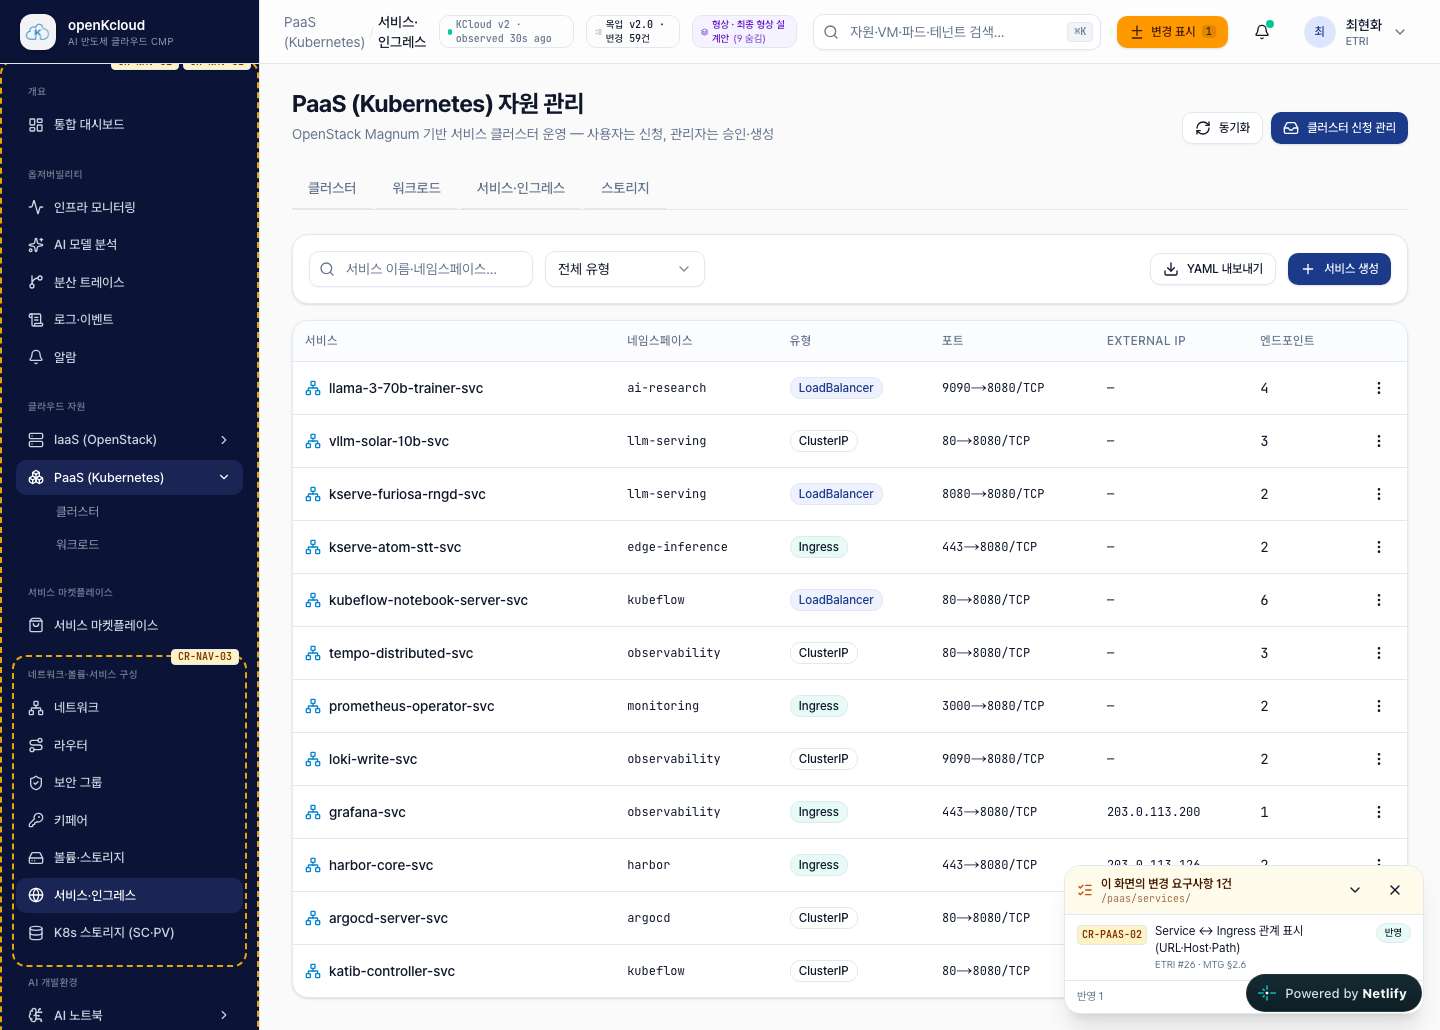 openKcloud
AI 반도체 클라우드 CMP
개요
통합 대시보드
옵저버빌리티
인프라 모니터링
AI 모델 분석
분산 트레이스
로그·이벤트
알람
클라우드 자원
IaaS (OpenStack)
PaaS (Kubernetes)
클러스터
워크로드
서비스 마켓플레이스
서비스 마켓플레이스
CR-NAV-03
네트워크·볼륨·서비스 구성
네트워크
라우터
보안 그룹
키페어
볼륨·스토리지
서비스·인그레스
K8s 스토리지 (SC·PV)
AI 개발환경
AI 노트북
PaaS (Kubernetes) / 서비스·인그레스
KCloud v2 · observed 30s ago
목업 v2.0 · 변경 59건
형상 · 최종 형상 설계안 (9 숨김)
자원·VM·파드·테넌트 검색...
⌘K
변경 표시 1
최
최현화
ETRI
PaaS (Kubernetes) 자원 관리
OpenStack Magnum 기반 서비스 클러스터 운영 — 사용자는 신청, 관리자는 승인·생성
동기화
클러스터 신청 관리
클러스터 워크로드 서비스·인그레스 스토리지
서비스 이름·네임스페이스...
전체 유형
YAML 내보내기
서비스 생성
서비스 네임스페이스 유형 포트 EXTERNAL IP 엔드포인트
llama-3-70b-trainer-svc ai-research LoadBalancer 9090→8080/TCP — 4
vllm-solar-10b-svc llm-serving ClusterIP 80→8080/TCP — 3
kserve-furiosa-rngd-svc llm-serving LoadBalancer 8080→8080/TCP — 2
kserve-atom-stt-svc edge-inference Ingress 443→8080/TCP — 2
kubeflow-notebook-server-svc kubeflow LoadBalancer 80→8080/TCP — 6
tempo-distributed-svc observability ClusterIP 80→8080/TCP — 3
prometheus-operator-svc monitoring Ingress 3000→8080/TCP — 2
loki-write-svc observability ClusterIP 9090→8080/TCP — 2
grafana-svc observability Ingress 443→8080/TCP 203.0.113.200 1
harbor-core-svc harbor Ingress 443→8080/TCP 203.0.113.126 2
argocd-server-svc argocd ClusterIP 80→8080/TCP
katib-controller-svc kubeflow ClusterIP 80→8080/TCP
이 화면의 변경 요구사항 1건
/paas/services/
CR-PAAS-02
Service ↔ Ingress 관계 표시 (URL·Host·Path)
반영
ETRI #26 · MTG §2.6
반영 1
Powered by Netlify